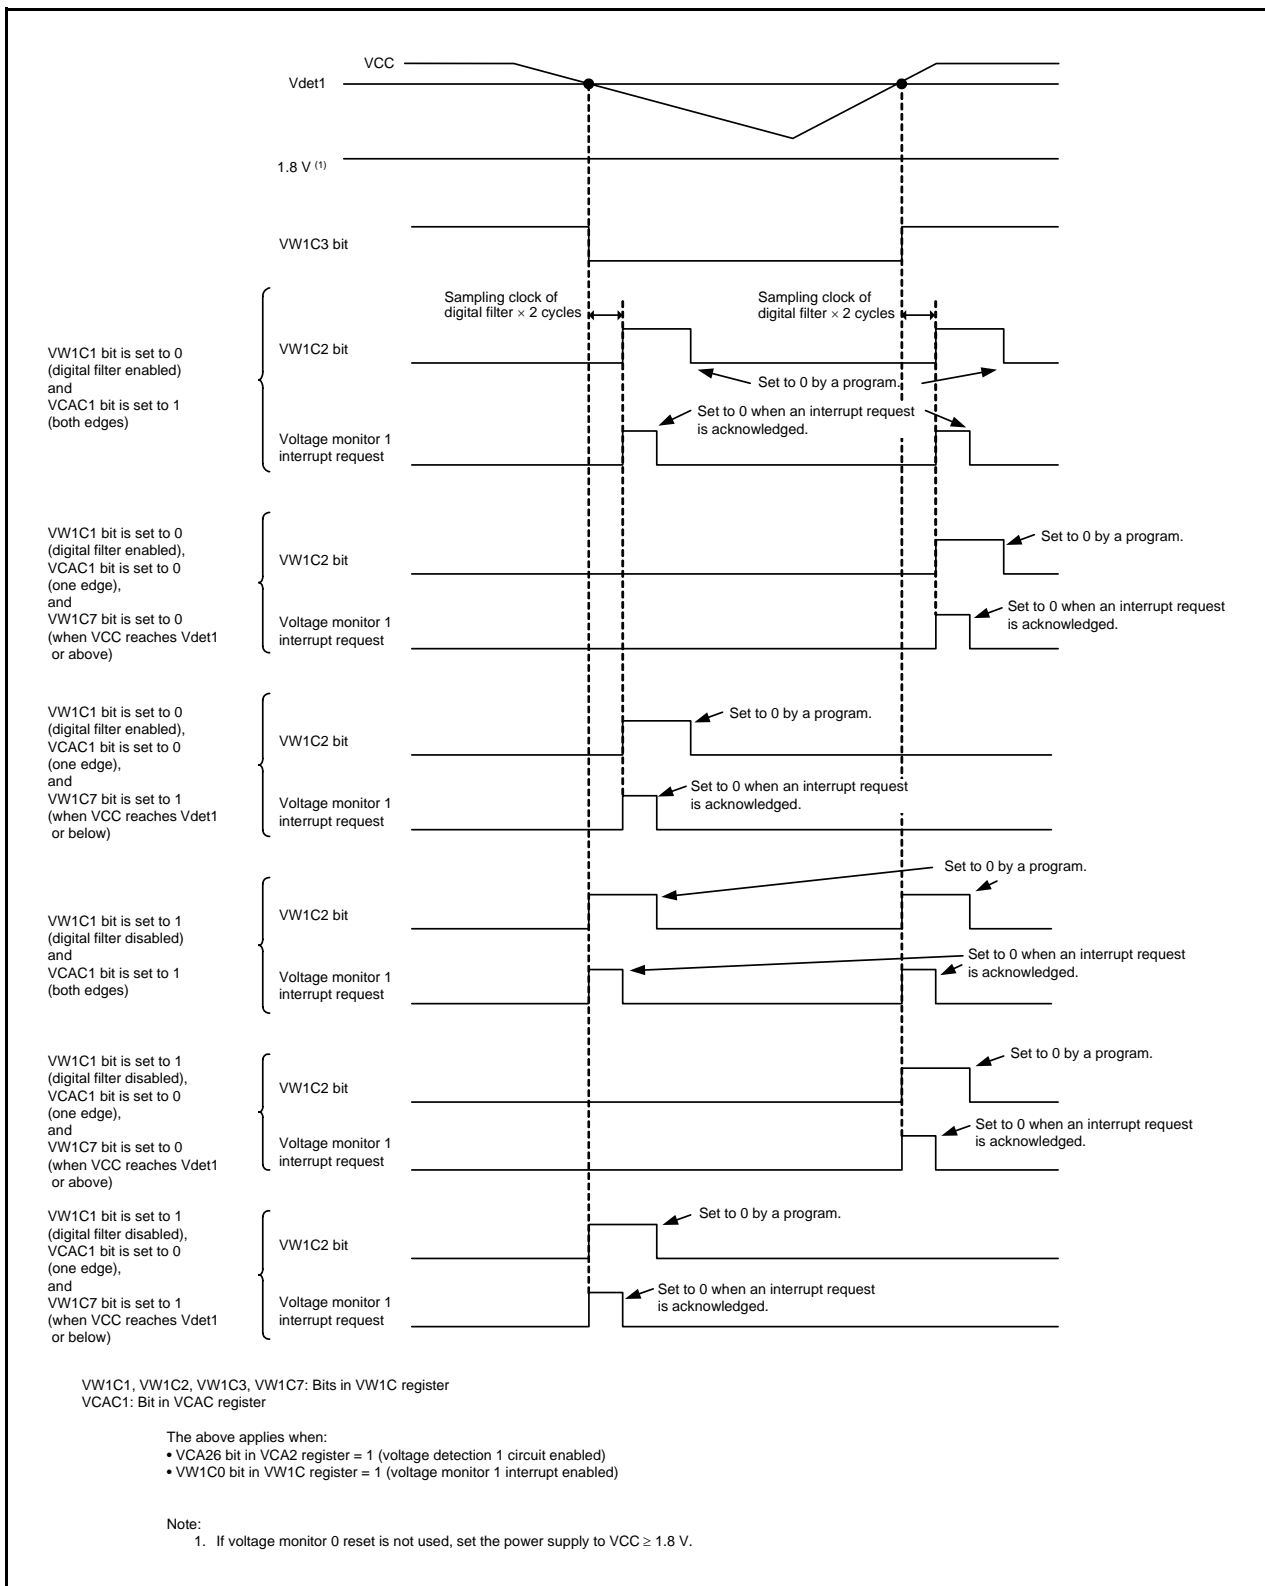 VCC
Vdet1
1.8 V (1)
VW1C3 bit
Sampling clock of
digital filter × 2 cycles
Sampling clock of
digital filter × 2 cycles
VW1C1 bit is set to 0
(digital filter enabled)
and
VCAC1 bit is set to 1
(both edges)
VW1C2 bit
Set to 0 by a program.
Set to 0 when an interrupt request
is acknowledged.
Voltage monitor 1
interrupt request
VW1C1 bit is set to 0
(digital filter enabled),
VCAC1 bit is set to 0
(one edge),
and
VW1C7 bit is set to 0
(when VCC reaches Vdet1
or above)
VW1C2 bit
Set to 0 by a program.
Voltage monitor 1
interrupt request
Set to 0 when an interrupt request
is acknowledged.
VW1C1 bit is set to 0
(digital filter enabled),
VCAC1 bit is set to 0
(one edge),
and
VW1C7 bit is set to 1
(when VCC reaches Vdet1
or below)
VW1C2 bit
Set to 0 by a program.
Voltage monitor 1
interrupt request
Set to 0 when an interrupt request
is acknowledged.
VW1C1 bit is set to 1
(digital filter disabled)
and
VCAC1 bit is set to 1
(both edges)
VW1C2 bit
Set to 0 by a program.
Voltage monitor 1
interrupt request
Set to 0 when an interrupt request
is acknowledged.
VW1C1 bit is set to 1
(digital filter disabled),
VCAC1 bit is set to 0
(one edge),
and
VW1C7 bit is set to 0
(when VCC reaches Vdet1
or above)
VW1C2 bit
Set to 0 by a program.
Voltage monitor 1
interrupt request
Set to 0 when an interrupt request
is acknowledged.
VW1C1 bit is set to 1
(digital filter disabled),
VCAC1 bit is set to 0
(one edge),
and
VW1C7 bit is set to 1
(when VCC reaches Vdet1
or below)
VW1C2 bit
Set to 0 by a program.
Voltage monitor 1
interrupt request
Set to 0 when an interrupt request
is acknowledged.
VW1C1, VW1C2, VW1C3, VW1C7: Bits in VW1C register
VCAC1: Bit in VCAC register
The above applies when:
• VCA26 bit in VCA2 register = 1 (voltage detection 1 circuit enabled)
• VW1C0 bit in VW1C register = 1 (voltage monitor 1 interrupt enabled)
Note:
1. If voltage monitor 0 reset is not used, set the power supply to VCC ≥ 1.8 V.